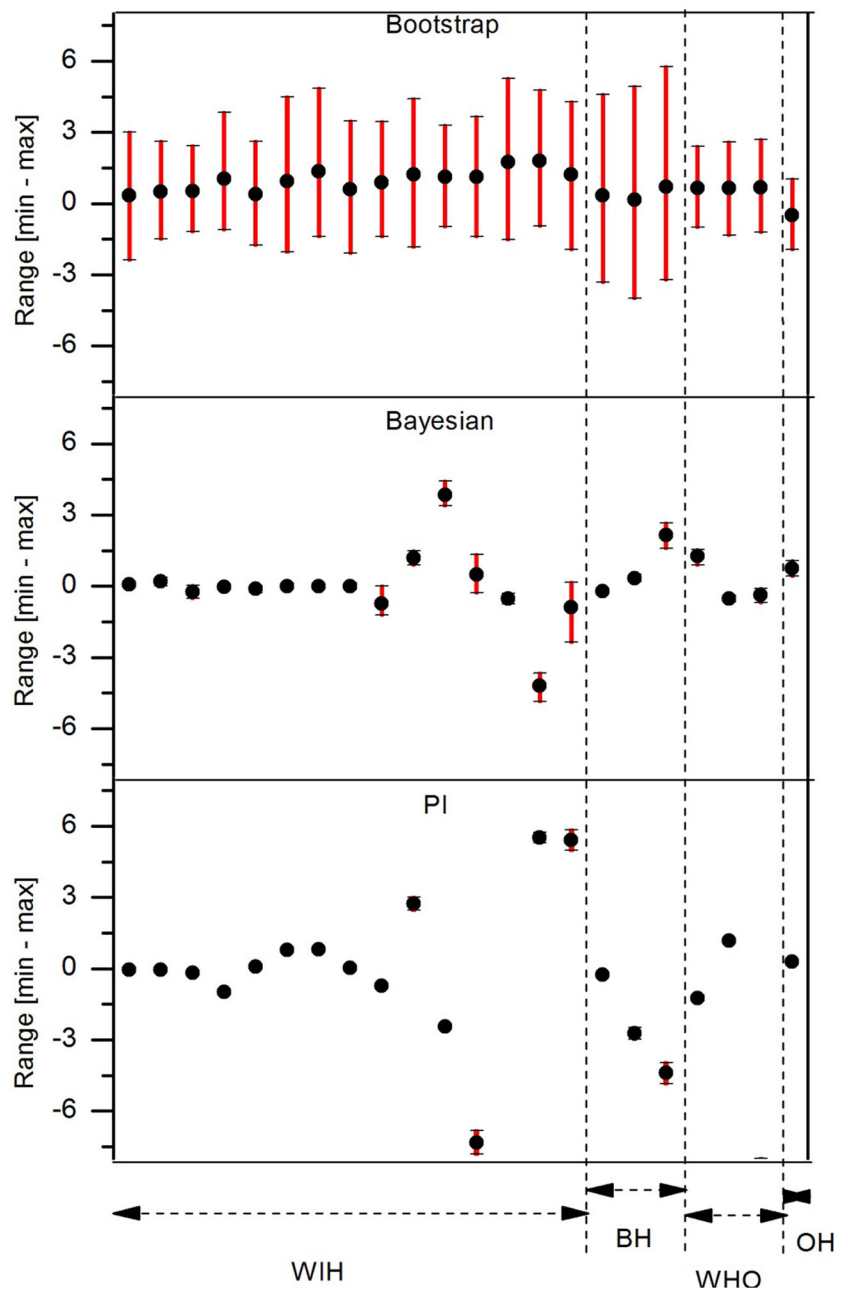 Bootstrap
6
3
0
-3
-6
Range [min - max]
Bayesian
6
3
0
-3
-6
Range [min - max]
PI
6
3
0
-3
-6
Range [min - max]
WIH
BH
WHO
OH